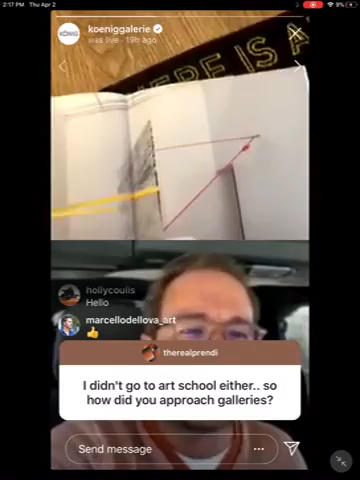 2:17 PM Thu Apr 2
9%
KÖNIG
koeniggalerie
was live · 19h ago
HERE IS A
hollycoulis
Hello
marcellodellova_art
👍
therealprendi
I didn't go to art school either.. so
how did you approach galleries?
Send message